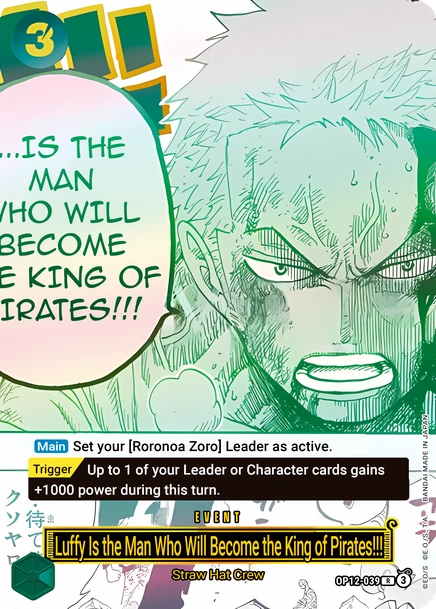 3
...IS THE
MAN
WHO WILL
BECOME
E KING OF
IRATES!!!
Main Set your [Roronoa Zoro] Leader as active.
Trigger Up to 1 of your Leader or Character cards gains
+1000 power during this turn.
EVENT
Luffy Is the Man Who Will Become the King of Pirates!!!
Straw Hat Crew
OP12-039 R 3
BANDAI MADE IN JAPAN
待て
クソヤロ